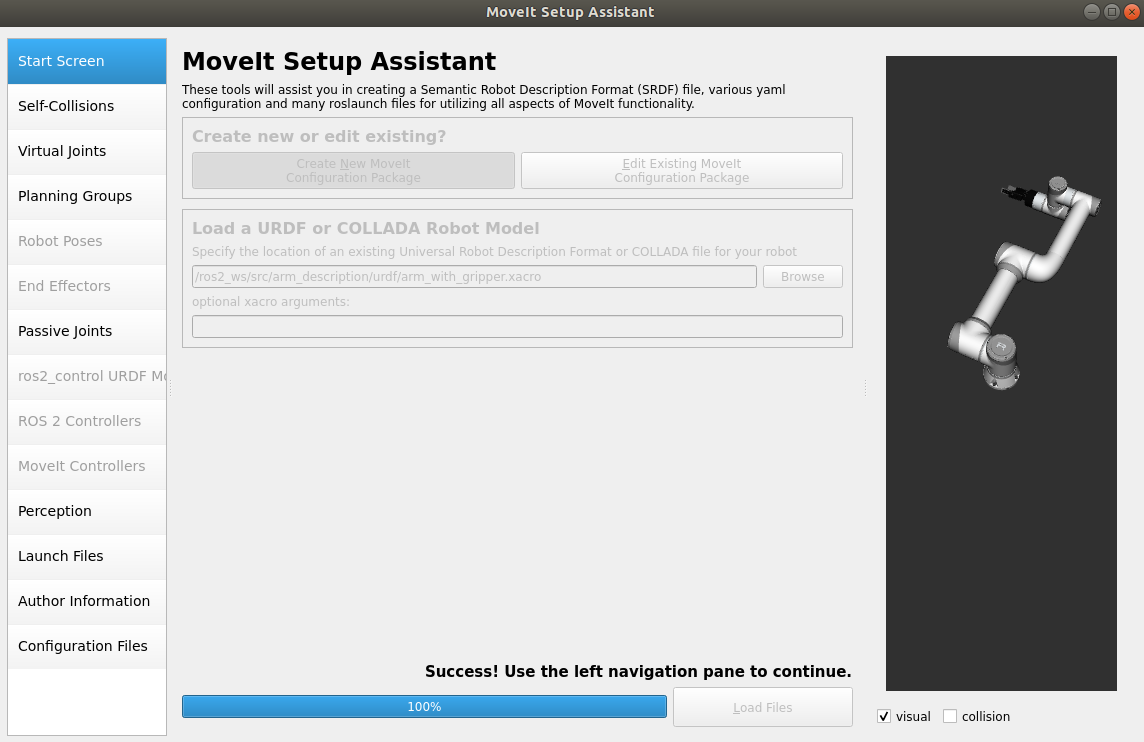 MoveIt Setup Assistant
Start Screen
Self-Collisions
Virtual Joints
Planning Groups
Robot Poses
End Effectors
Passive Joints
ros2_control URDF Mo
ROS 2 Controllers
MoveIt Controllers
Perception
Launch Files
Author Information
Configuration Files
MoveIt Setup Assistant
These tools will assist you in creating a Semantic Robot Description Format (SRDF) file, various yaml
configuration and many roslaunch files for utilizing all aspects of MoveIt functionality.
Create new or edit existing?
Create New MoveIt
Configuration Package
Edit Existing MoveIt
Configuration Package
Load a URDF or COLLADA Robot Model
Specify the location of an existing Universal Robot Description Format or COLLADA file for your robot
/ros2_ws/src/arm_description/urdf/arm_with_gripper.xacro
Browse
optional xacro arguments:
Success! Use the left navigation pane to continue.
100%
Load Files
visual
collision